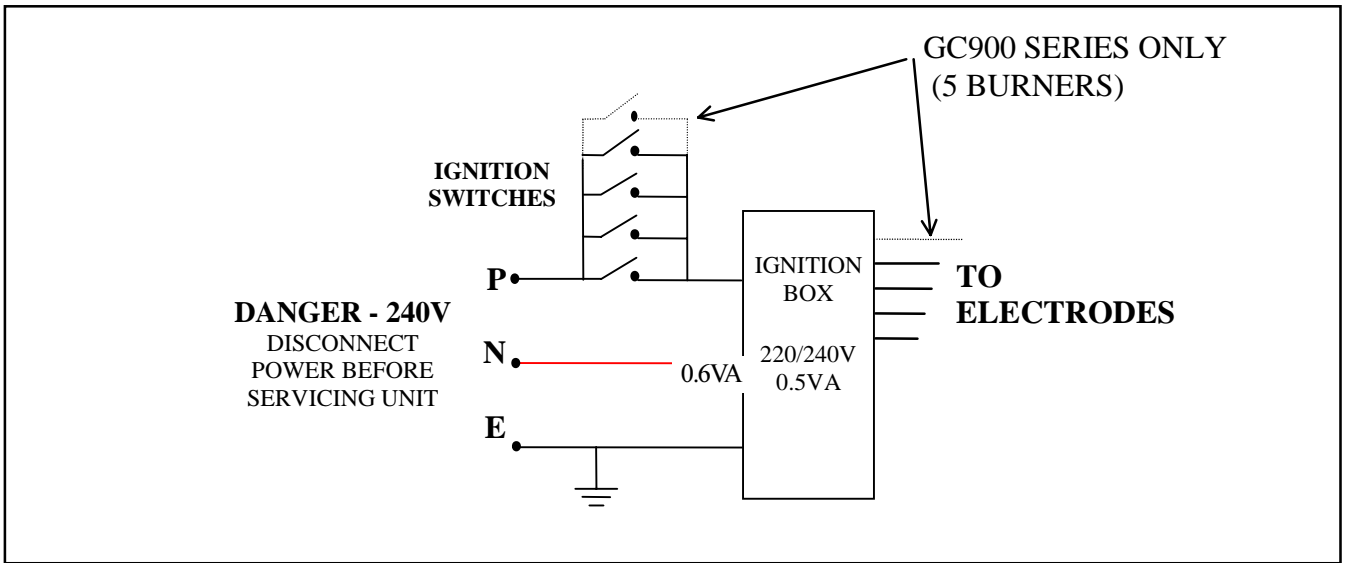 GC900 SERIES ONLY
(5 BURNERS)
IGNITION
SWITCHES
P
DANGER - 240V
DISCONNECT
POWER BEFORE
SERVICING UNIT
N
E
0.6VA
IGNITION
BOX
220/240V
0.5VA
TO
ELECTRODES